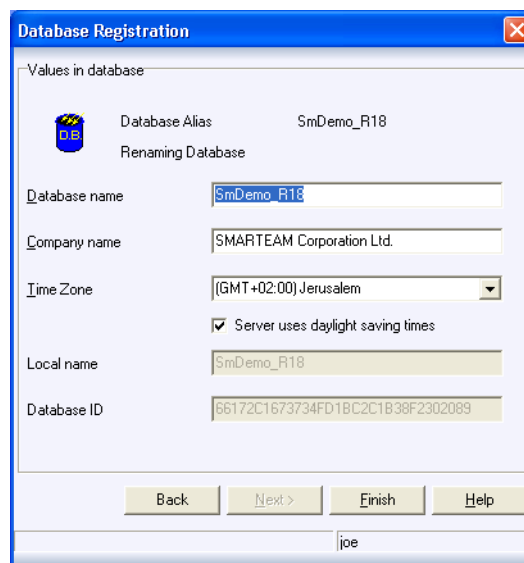 Database Registration
Values in database
D.B.
Database Alias SmDemo_R18
Renaming Database
Database name SmDemo_R18
Company name SMARTEAM Corporation Ltd.
Time Zone (GMT+02:00) Jerusalem
Server uses daylight saving times
Local name SmDemo_R18
Database ID 66172C1673734FD1BC2C1B38F2302089
Back Next > Finish Help
joe